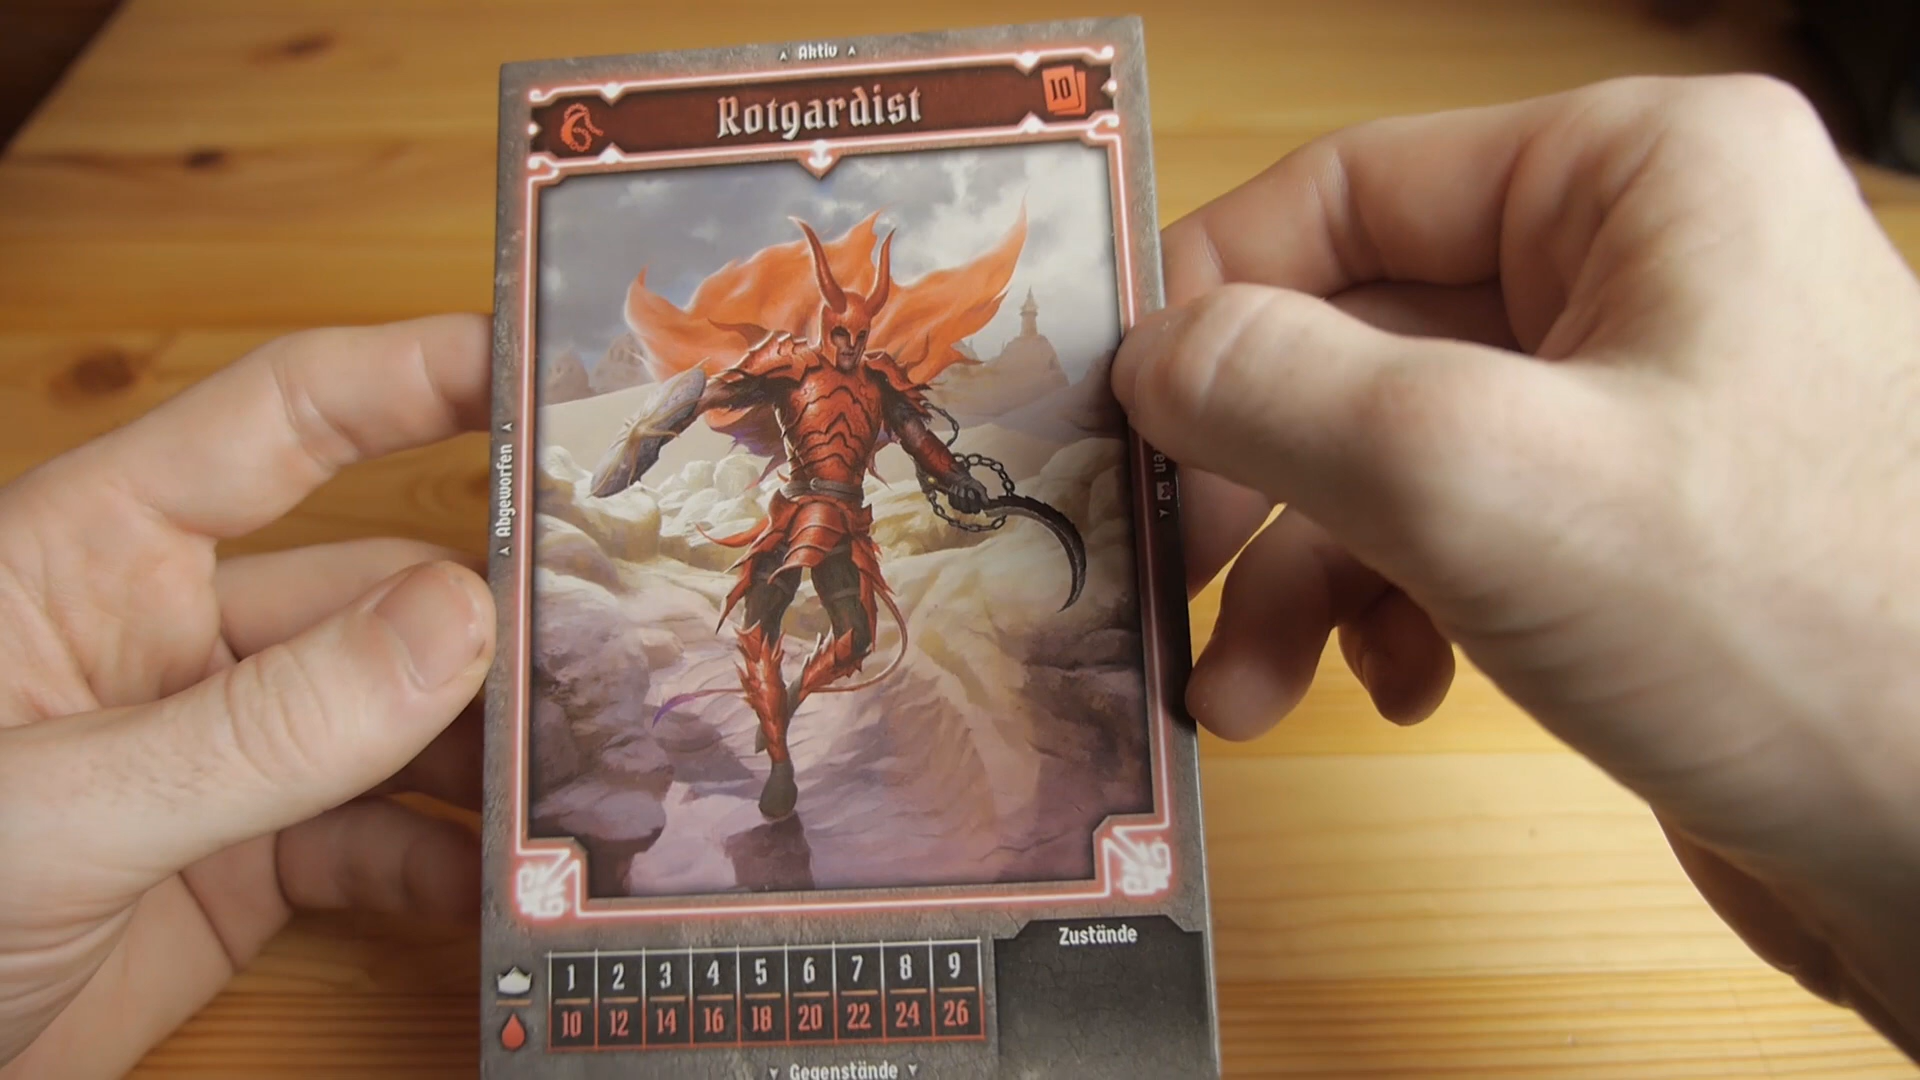 Aktiv
Rotgardist
10
Abgeworfen
en
Zustände
1 2 3 4 5 6 7 8 9
10 12 14 16 18 20 22 24 26
Gegenstände